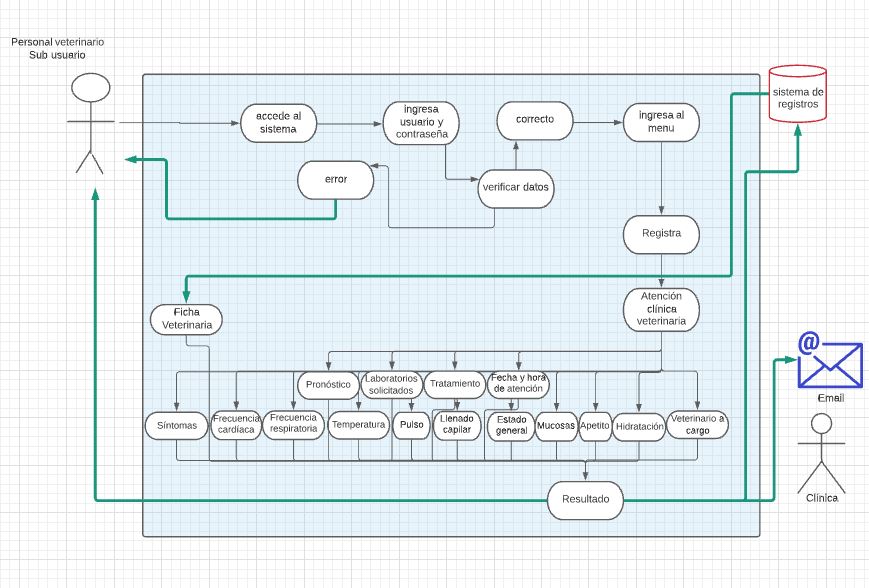 Personal veterinario
Sub usuario
accede al
sistema
ingresa
usuario y
contraseña
correcto
ingresa al
menu
sistema de
registros
error
verificar datos
Registra
Ficha
Veterinaria
Atención
clínica
veterinaria
@
Email
Pronóstico
Laboratorios
solicitados
Tratamiento
Fecha y hora
de atención
Síntomas
Frecuencia
cardíaca
Frecuencia
respiratoria
Temperatura
Pulso
Llenado
capilar
Estado
general
Mucosas
Apetito
Hidratación
Veterinario a
cargo
Resultado
Clínica